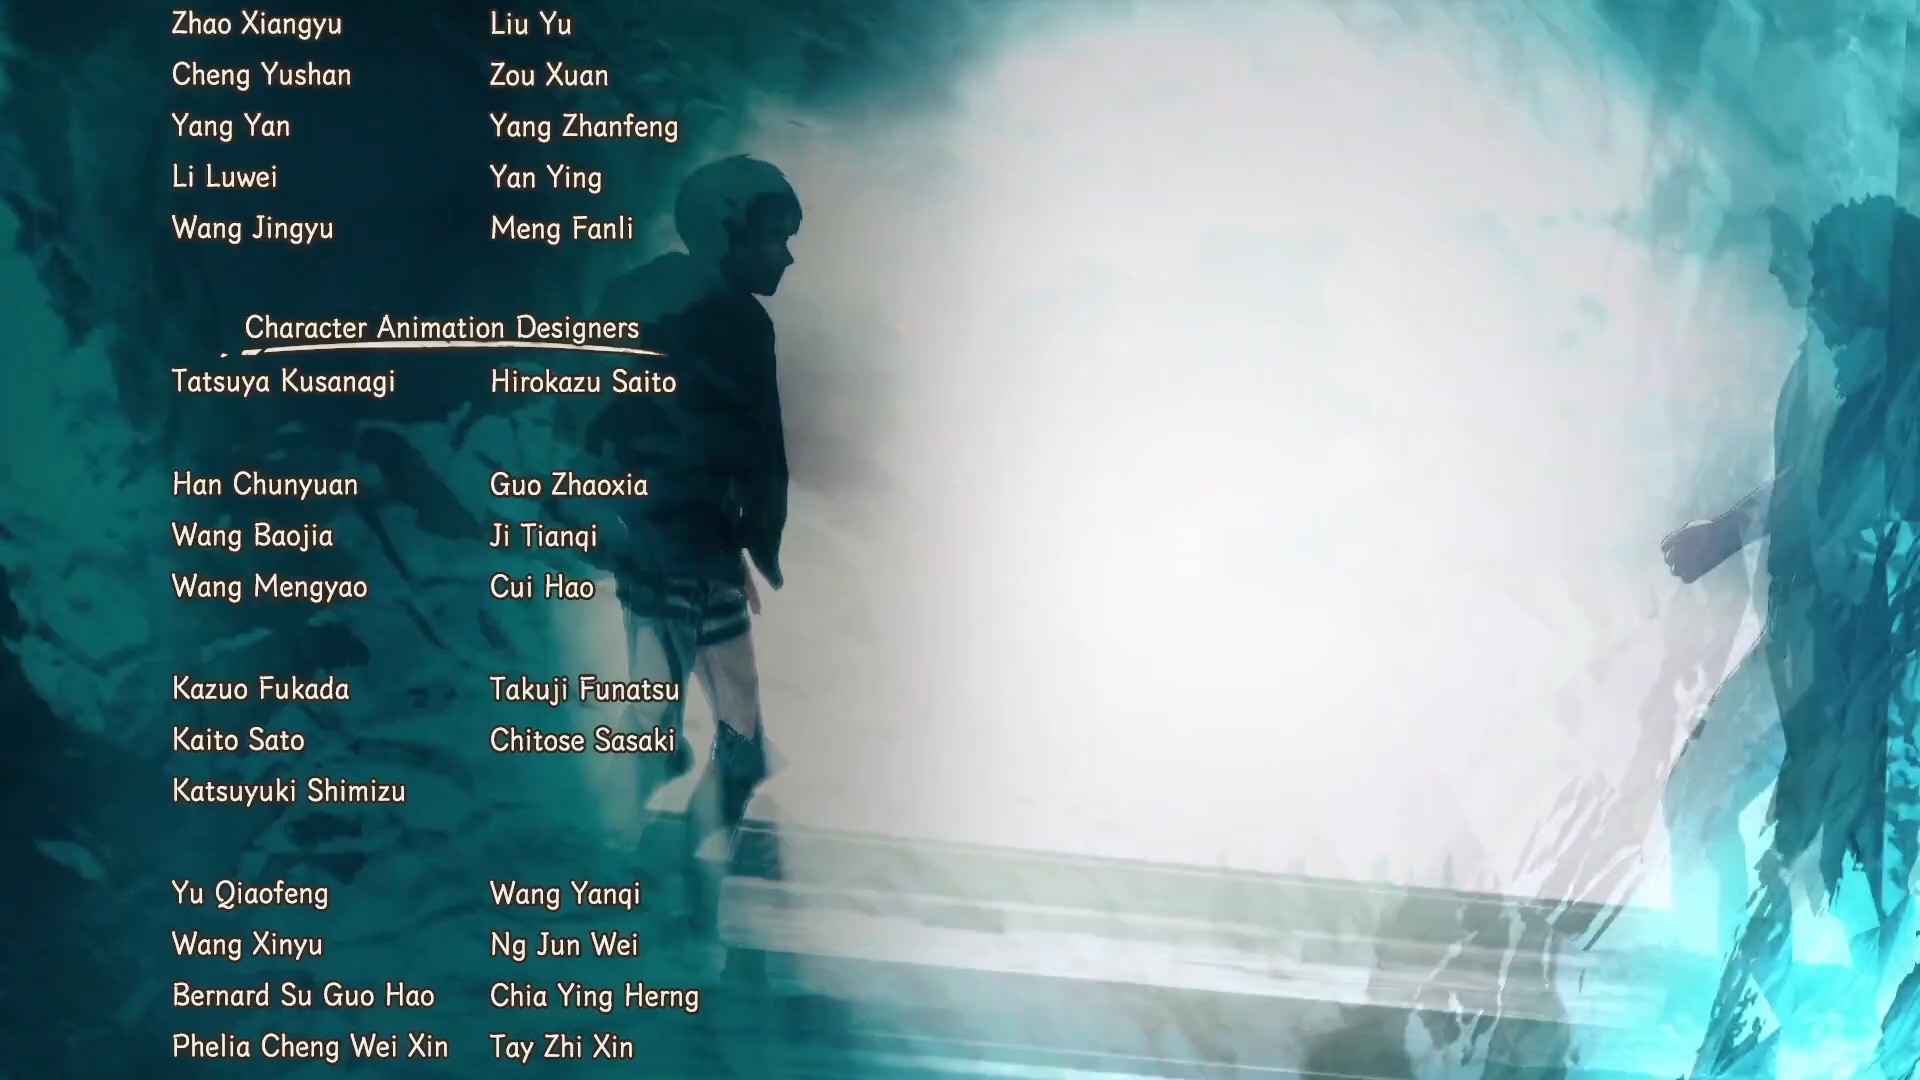 Zhao Xiangyu Liu Yu
Cheng Yushan Zou Xuan
Yang Yan Yang Zhanfeng
Li Luwei Yan Ying
Wang Jingyu Meng Fanli
Character Animation Designers
Tatsuya Kusanagi Hirokazu Saito
Han Chunyuan Guo Zhaoxia
Wang Baojia Ji Tianqi
Wang Mengyao Cui Hao
Kazuo Fukada Takuji Funatsu
Kaito Sato Chitose Sasaki
Katsuyuki Shimizu
Yu Qiaofeng Wang Yanqi
Wang Xinyu Ng Jun Wei
Bernard Su Guo Hao Chia Ying Herng
Phelia Cheng Wei Xin Tay Zhi Xin